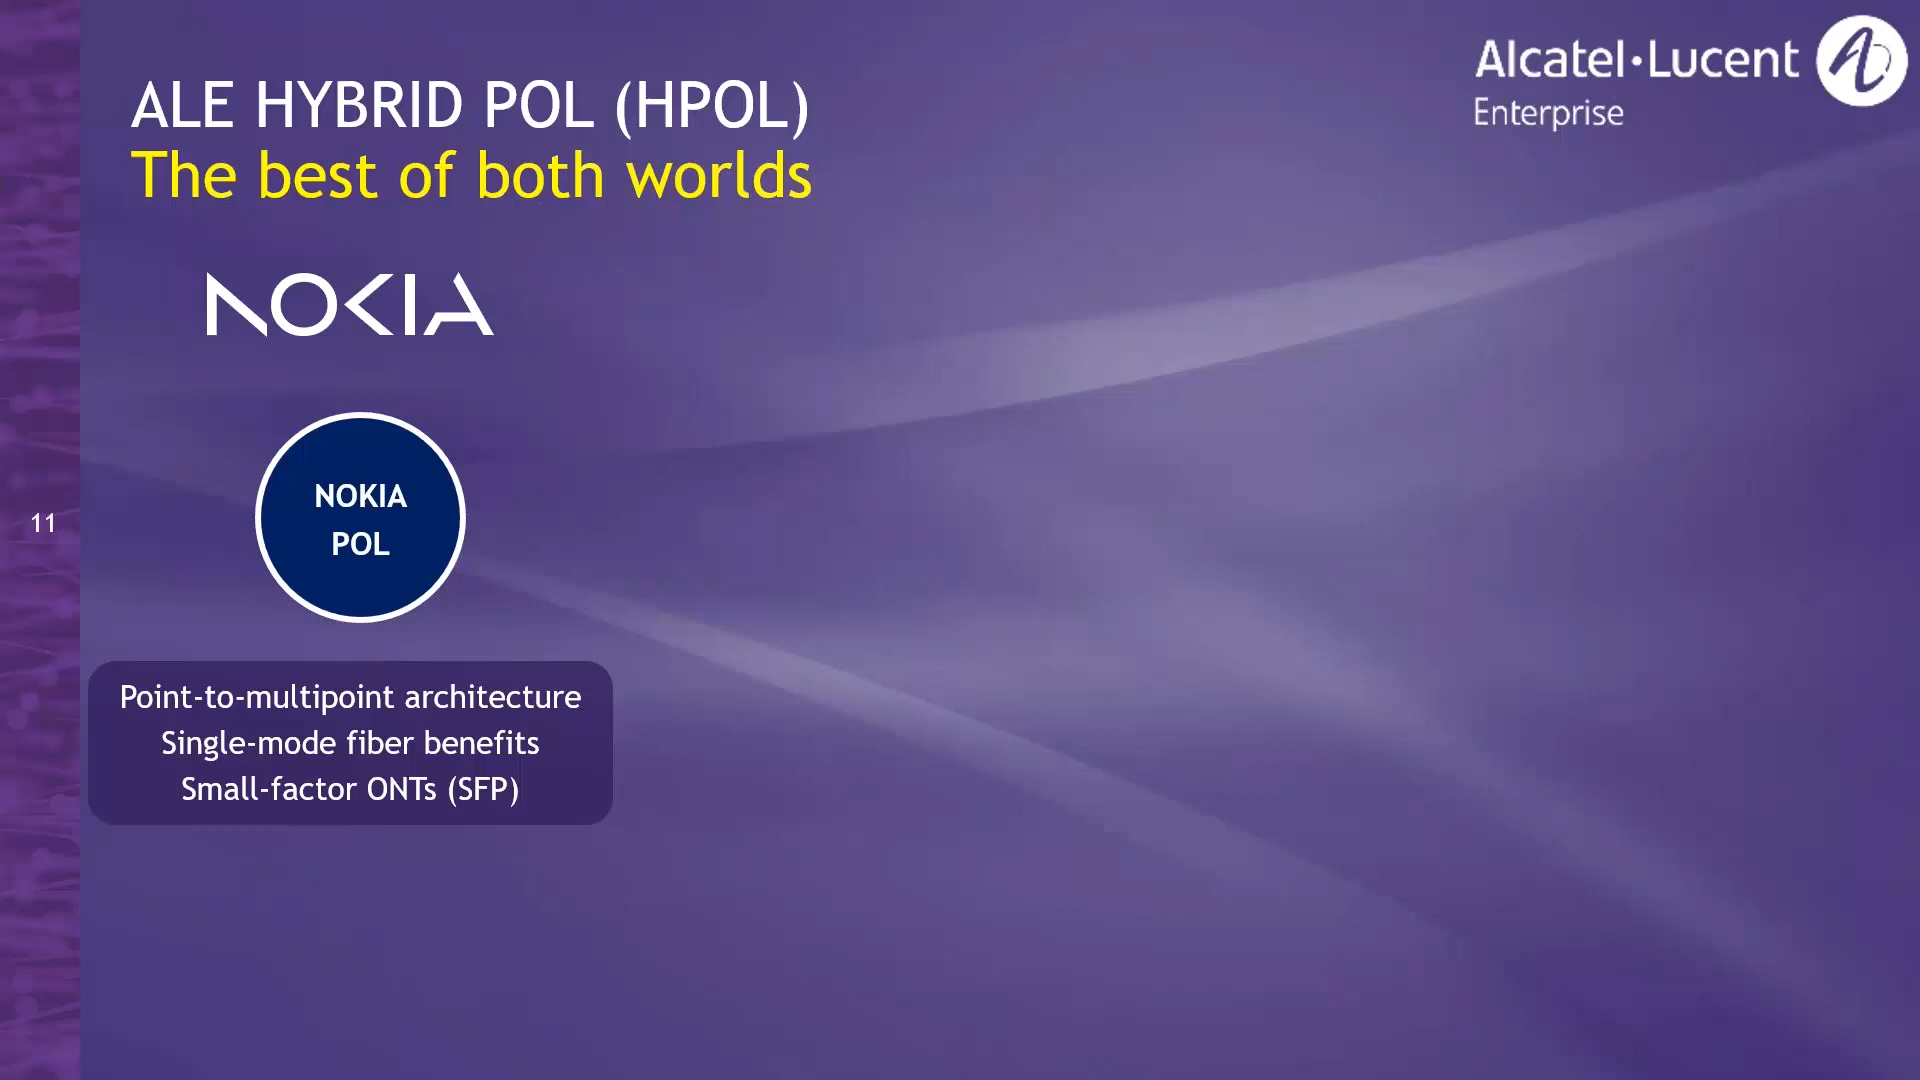 Alcatel·Lucent
Enterprise
ALE HYBRID POL (HPOL)
The best of both worlds
NOKIA
NOKIA
POL
11
Point-to-multipoint architecture
Single-mode fiber benefits
Small-factor ONTs (SFP)